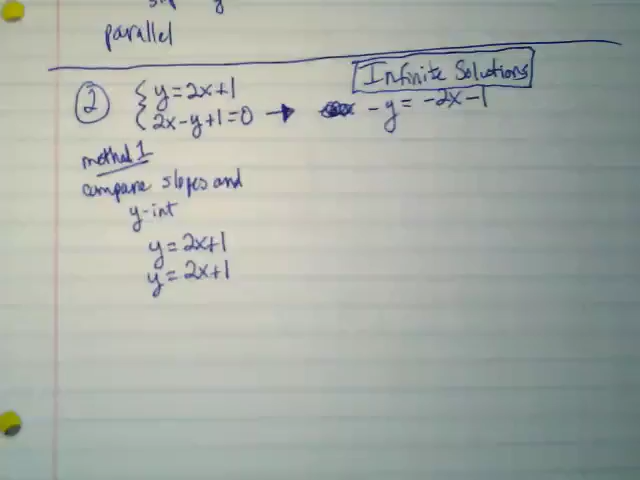 parallel
Infinite Solutions
② { y = 2x+1
{ 2x-y+1=0 → -y = -2x-1
method 1
compare slopes and
y-int
y = 2x+1
y = 2x+1